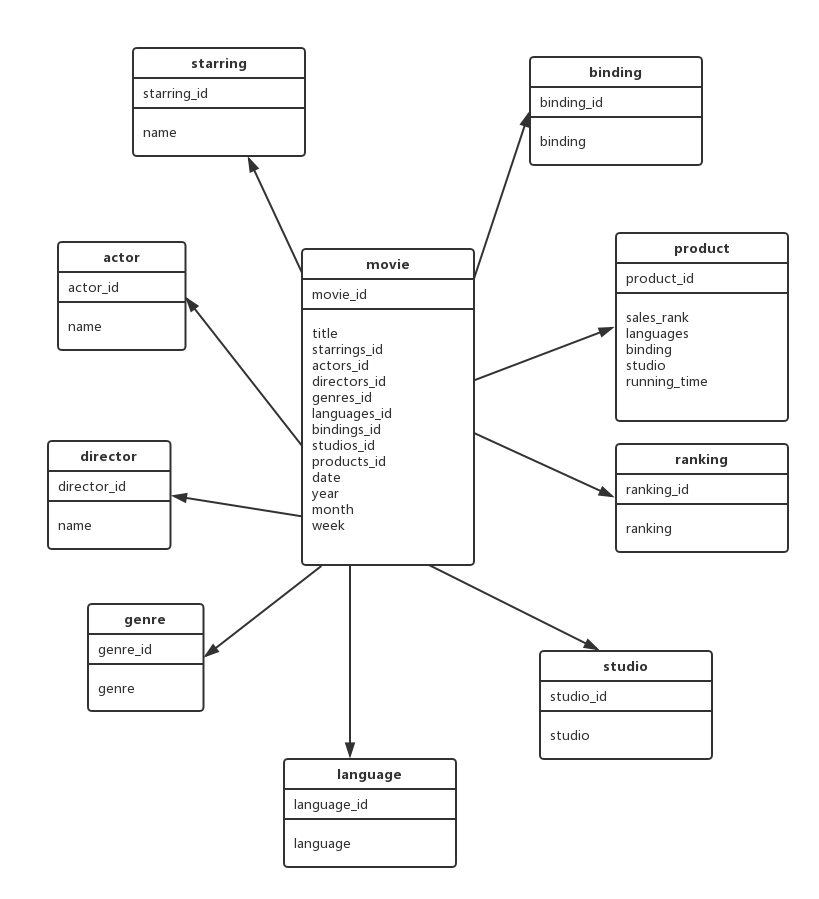 starring
starring_id
name
binding
binding_id
binding
actor
actor_id
name
movie
movie_id
title
starrings_id
actors_id
directors_id
genres_id
languages_id
bindings_id
studios_id
products_id
date
year
month
week
product
product_id
sales_rank
languages
binding
studio
running_time
director
director_id
name
ranking
ranking_id
ranking
genre
genre_id
genre
studio
studio_id
studio
language
language_id
language